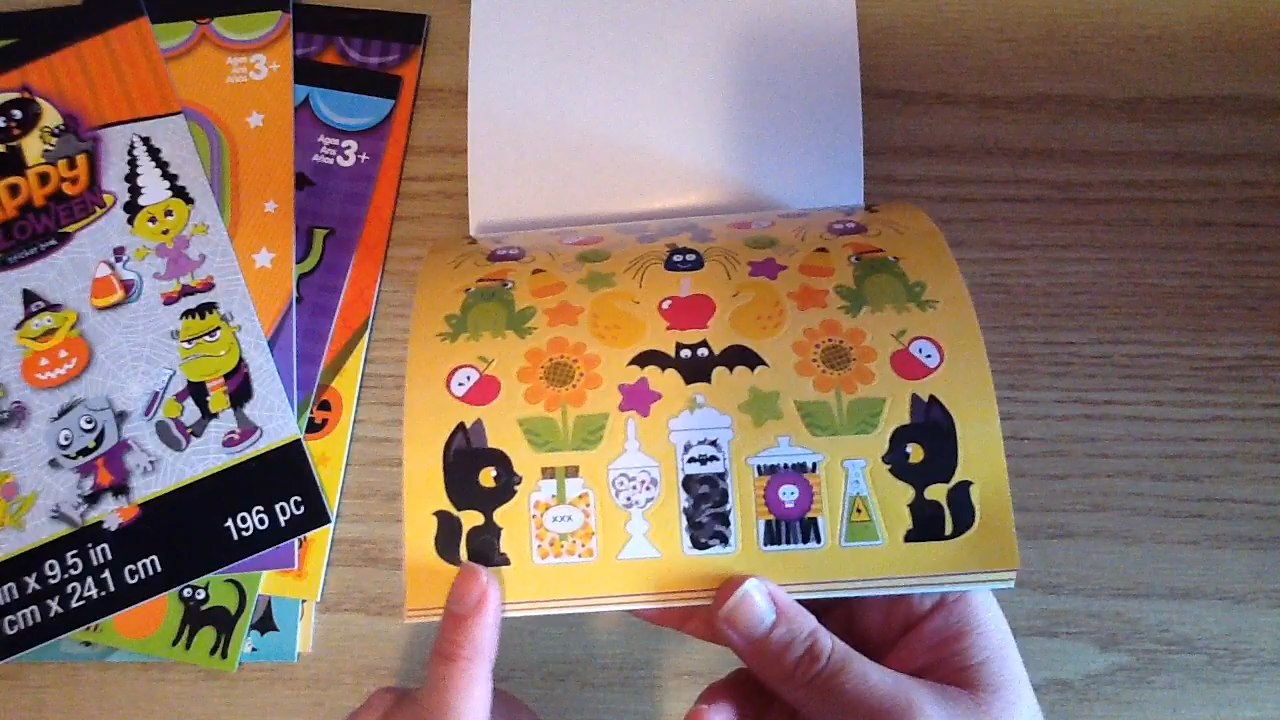 Ages
Ans
Años
3+
Ages
Ans
Años
3+
PPY
LOWEEN
196 pc
in x 9.5 in
cm x 24.1 cm
XXX